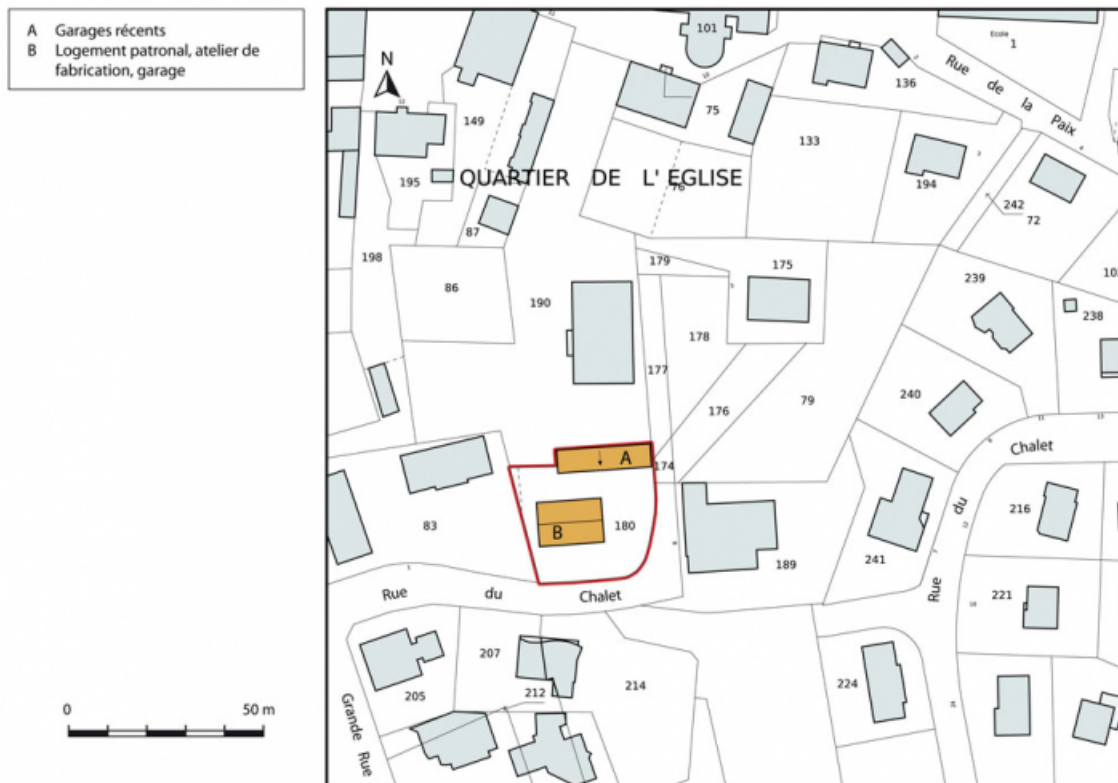 A Garages récents
B Logement patronal, atelier de
fabrication, garage
N
0 50 m
101
Ecole
1
Rue de la Paix
136
75
149
133
195
194
QUARTIER DE L' EGLISE
76
242
72
87
198
179
175
86
190
239
238
178
177
176
79
240
A
174
Chalet
B
180
83
216
189
241
Rue du Chalet
Rue du
221
207
205
212
214
224
Grande Rue